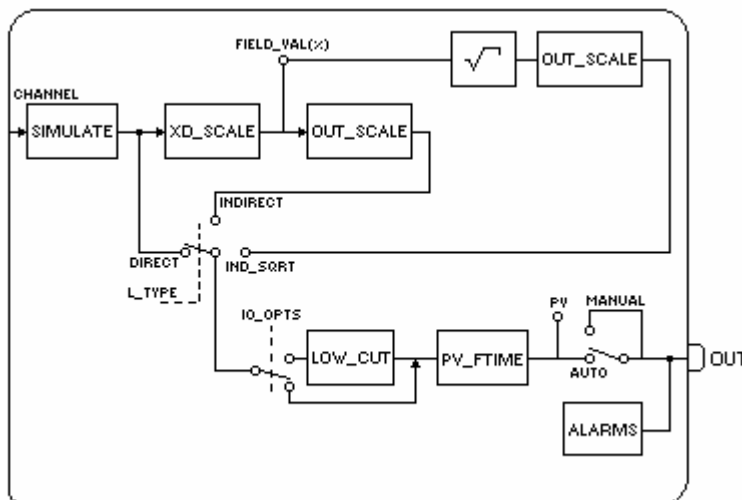 FIELD_VAL(%)
√
OUT_SCALE
CHANNEL
SIMULATE
XD_SCALE
OUT_SCALE
INDIRECT
DIRECT
IND_SQRT
L_TYPE
IO_OPTS
PV
MANUAL
LOW_CUT
PV_FTIME
AUTO
OUT
ALARMS